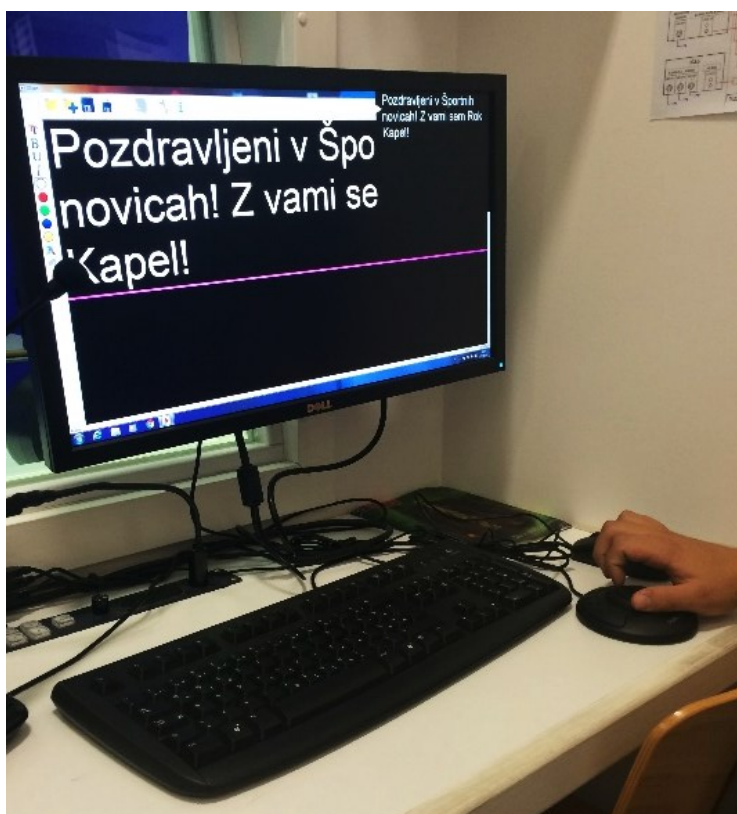 Pozdravljeni v Špo
novicah! Z vami se
Kapel!
Pozdravljeni v Športnih
novicah! Z vami sem Rok
Kapel!
B
U
I
DELL